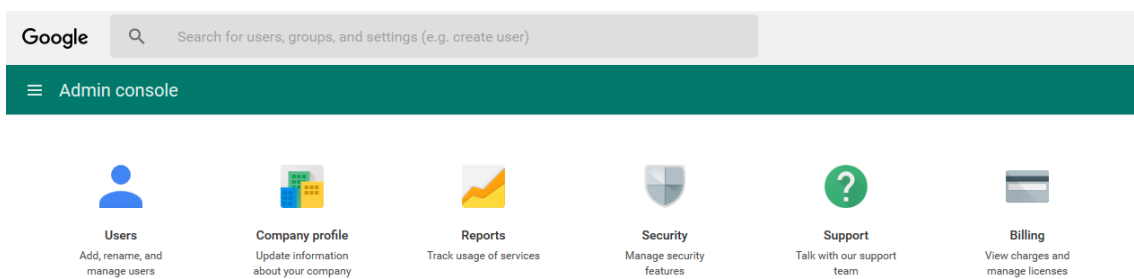 Google
Search for users, groups, and settings (e.g. create user)
Admin console
Users
Add, rename, and
manage users
Company profile
Update information
about your company
Reports
Track usage of services
Security
Manage security
features
Support
Talk with our support
team
Billing
View charges and
manage licenses